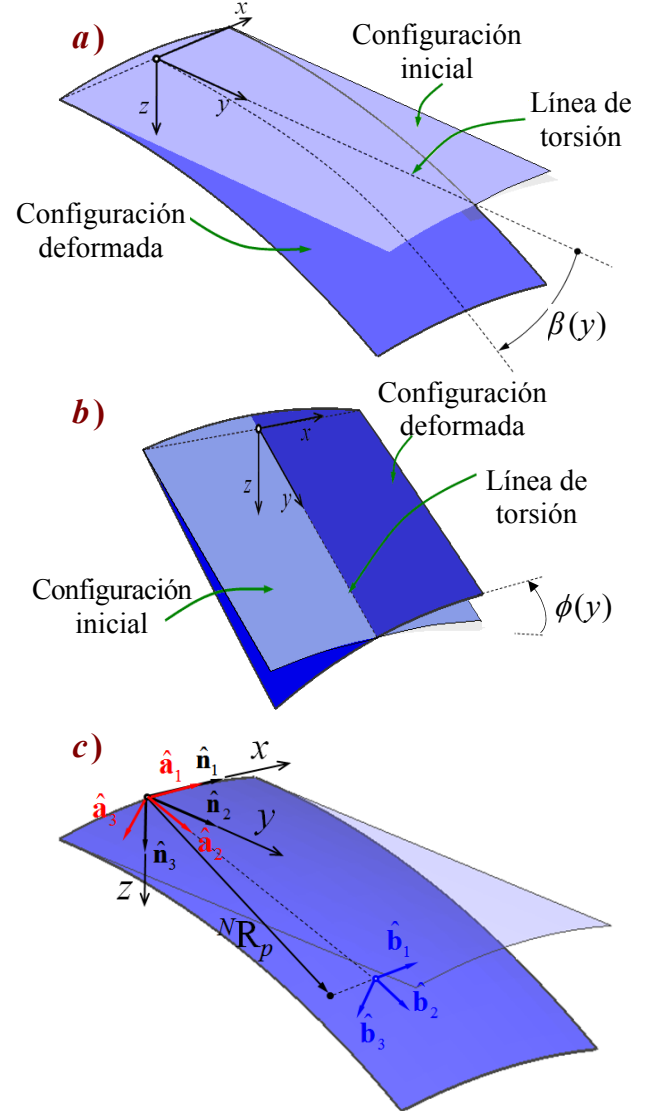 a)
x
Configuración
inicial
y
z
Línea de
torsión
Configuración
deformada
β(y)
b)
Configuración
deformada
x
z
y
Línea de
torsión
Configuración
inicial
ϕ(y)
c)
x
â₁
n̂₁
â₃
n̂₂
y
n̂₃
â₂
z
ᴺRₚ
b̂₁
b̂₂
b̂₃